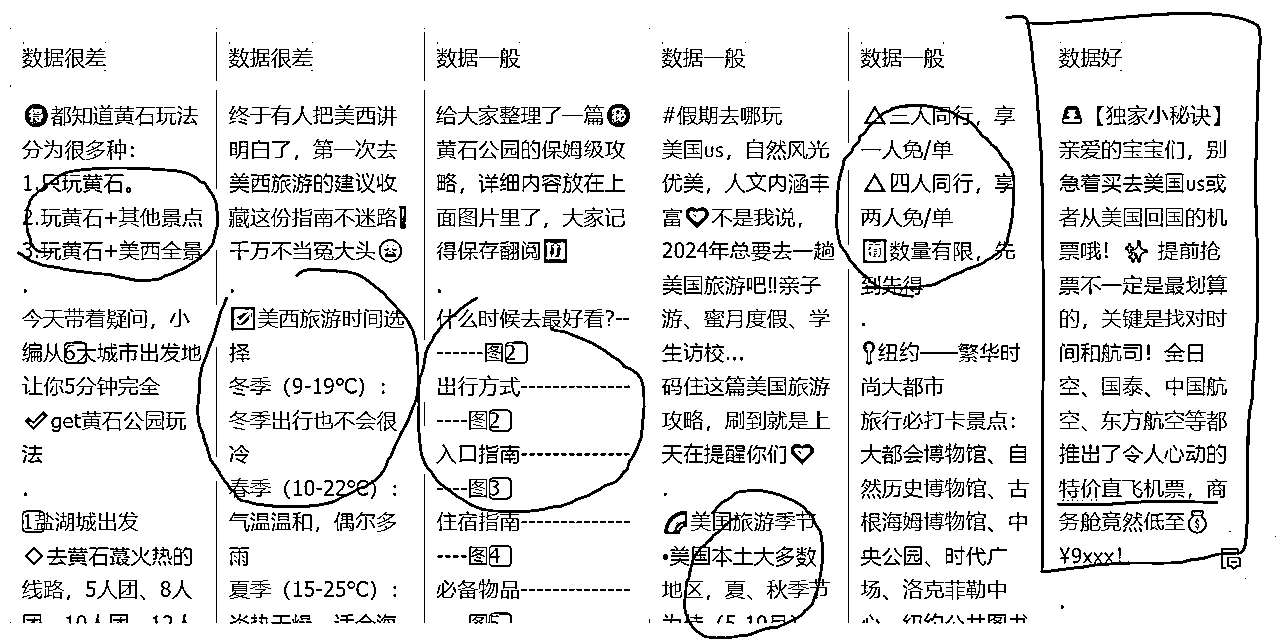 数据很差
都知道黄石玩法
分为很多种：
1.只玩黄石。
2.玩黄石+其他景点
3.玩黄石+美西全景
.
今天带着疑问，小
编从6大城市出发地
让你5分钟完全
✓get黄石公园玩
法
.
1盐湖城出发
◇去黄石蕞火热的
线路，5人团、8人
团、10人团、12人
数据很差
终于有人把美西讲
明白了，第一次去
美西旅游的建议收
藏这份指南不迷路❗
千万不当冤大头
.
美西旅游时间选
择
冬季（9-19℃）：
冬季出行也不会很
冷
春季（10-22℃）：
气温温和，偶尔多
雨
夏季（15-25℃）：
炎热干燥，适合海
数据一般
给大家整理了一篇㊙
黄石公园的保姆级攻
略，详细内容放在上
面图片里了，大家记
得保存翻阅
.
什么时候去最好看?--
------图2
出行方式--------------
----图2
入口指南--------------
----图3
住宿指南--------------
----图4
必备物品--------------
----图5
数据一般
#假期去哪玩
美国us，自然风光
优美，人文内涵丰
富♡不是我说，
2024年总要去一趟
美国旅游吧!!亲子
游、蜜月度假、学
生访校...
码住这篇美国旅游
攻略，刷到就是上
天在提醒你们♡
.
美国旅游季节
•美国本土大多数
地区，夏、秋季节
为佳（5-10月）
数据一般
△三人同行，享
一人免/单
△四人同行，享
两人免/单
数量有限，先
到先得
.
纽约——繁华时
尚大都市
旅行必打卡景点：
大都会博物馆、自
然历史博物馆、古
根海姆博物馆、中
央公园、时代广
场、洛克菲勒中
心、纽约公共图书
数据好
【独家小秘诀】
亲爱的宝宝们，别
急着买去美国us或
者从美国回国的机
票哦！✨ 提前抢
票不一定是最划算
的，关键是找对时
间和航司！全日
空、国泰、中国航
空、东方航空等都
推出了令人心动的
特价直飞机票，商
务舱竟然低至
¥9xxx！
.